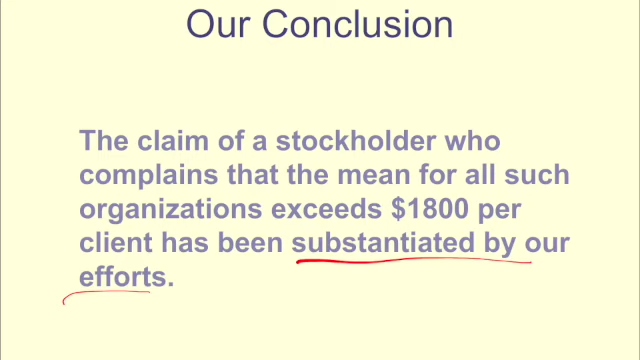 Our Conclusion
The claim of a stockholder who
complains that the mean for all such
organizations exceeds $1800 per
client has been substantiated by our
efforts.